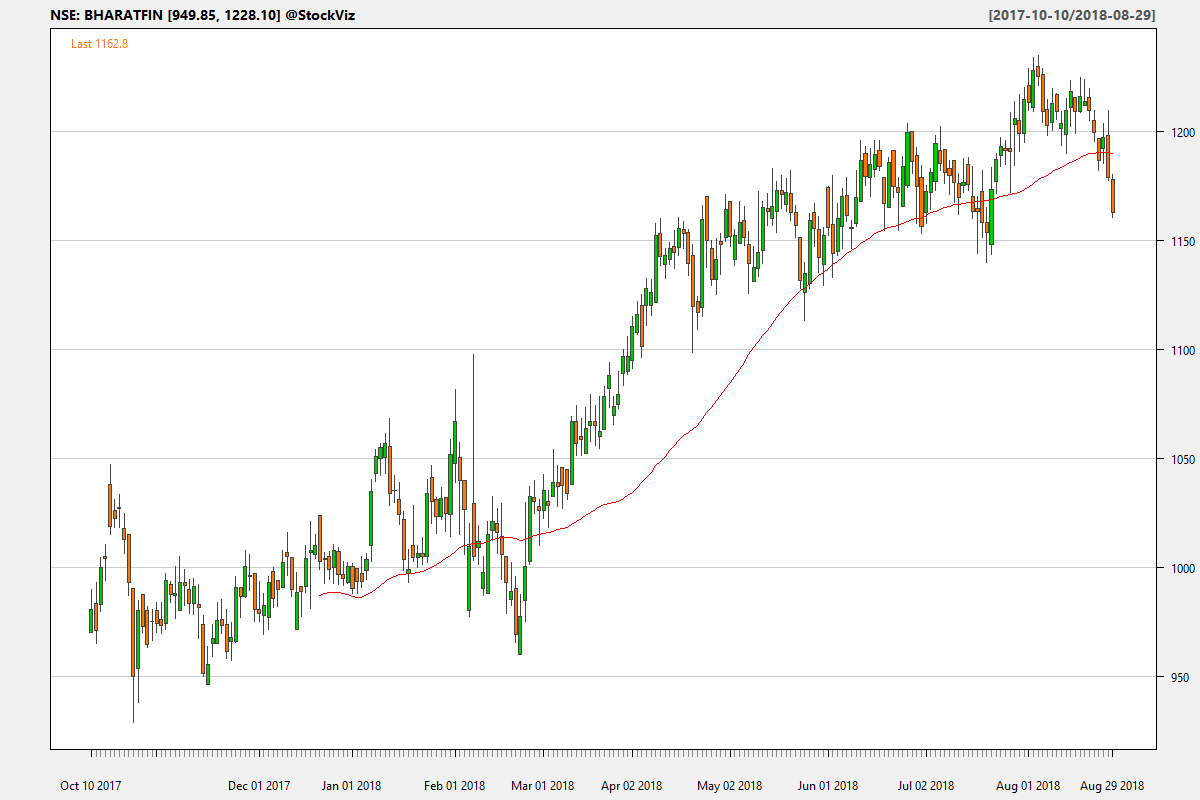 NSE: BHARATFIN [949.85, 1228.10] @StockViz [2017-10-10/2018-08-29]
Last 1162.8
1200
1150
1100
1050
1000
950
Oct 10 2017 Dec 01 2017 Jan 01 2018 Feb 01 2018 Mar 01 2018 Apr 02 2018 May 02 2018 Jun 01 2018 Jul 02 2018 Aug 01 2018 Aug 29 2018